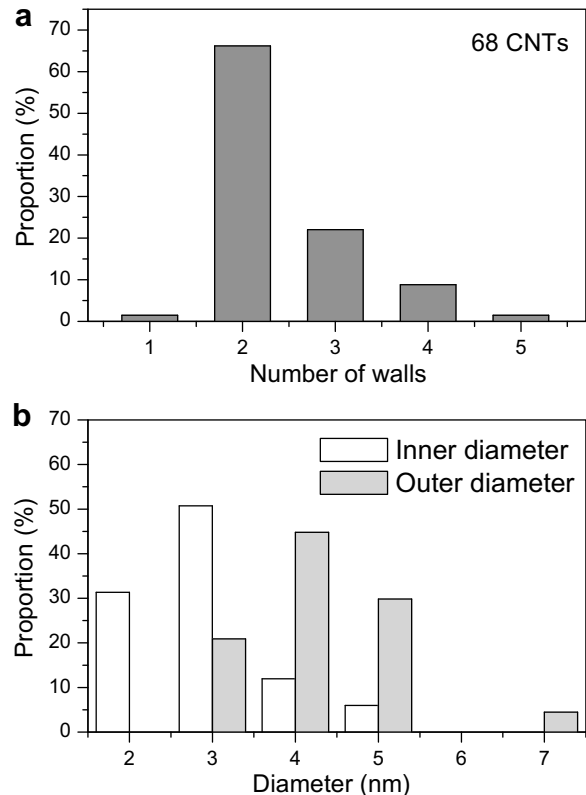 a
68 CNTs
Proportion (%)
70
60
50
40
30
20
10
0
1 2 3 4 5
Number of walls
b
Inner diameter
Outer diameter
Proportion (%)
70
60
50
40
30
20
10
0
2 3 4 5 6 7
Diameter (nm)